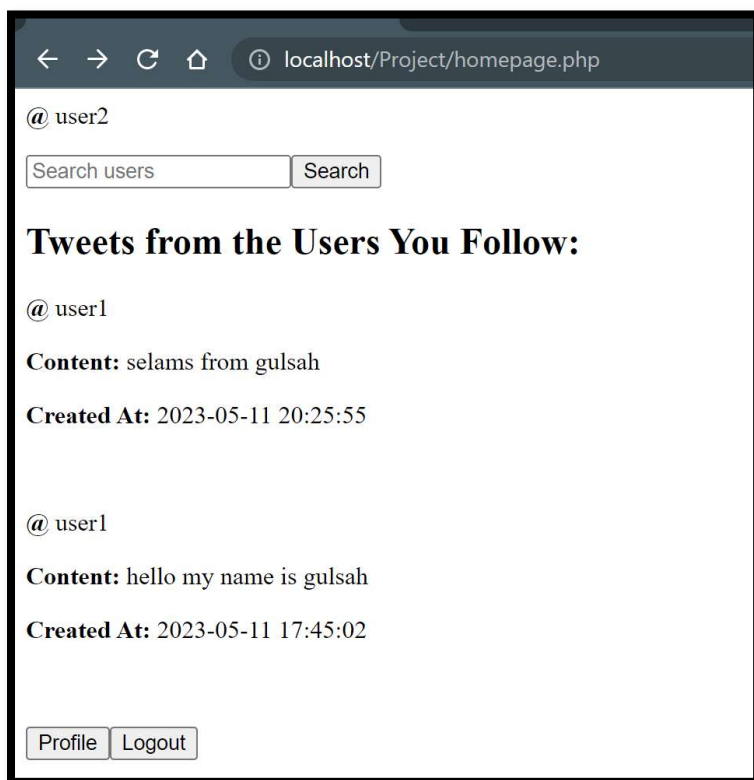 localhost/Project/homepage.php
@ user2
Search users Search
Tweets from the Users You Follow:
@ user1
Content: selams from gulsah
Created At: 2023-05-11 20:25:55
@ user1
Content: hello my name is gulsah
Created At: 2023-05-11 17:45:02
Profile Logout